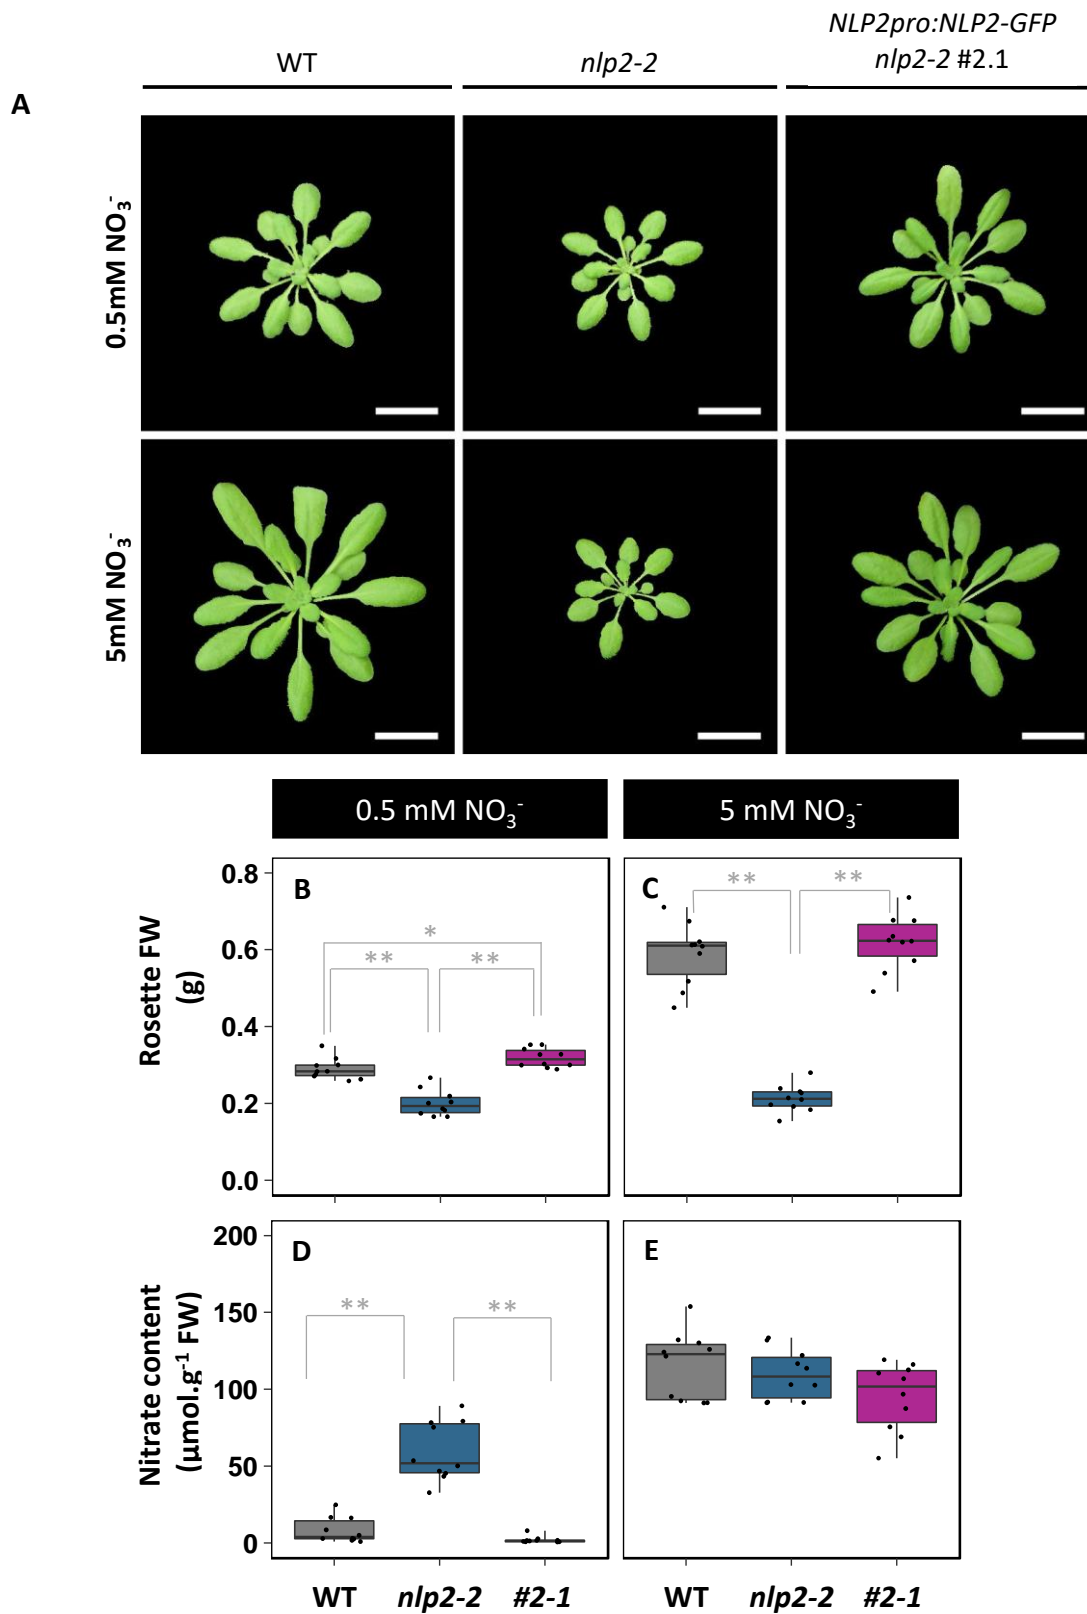 NLP2pro:NLP2-GFP
WT nlp2-2 nlp2-2 #2.1
A
0.5mM NO3-
5mM NO3-
0.5 mM NO3- 5 mM NO3-
B C
Rosette FW
(g)
0.8
0.6
0.4
0.2
0.0
*
** **
** **
D E
Nitrate content
(µmol.g-1 FW)
200
150
100
50
0
** **
WT nlp2-2 #2-1 WT nlp2-2 #2-1